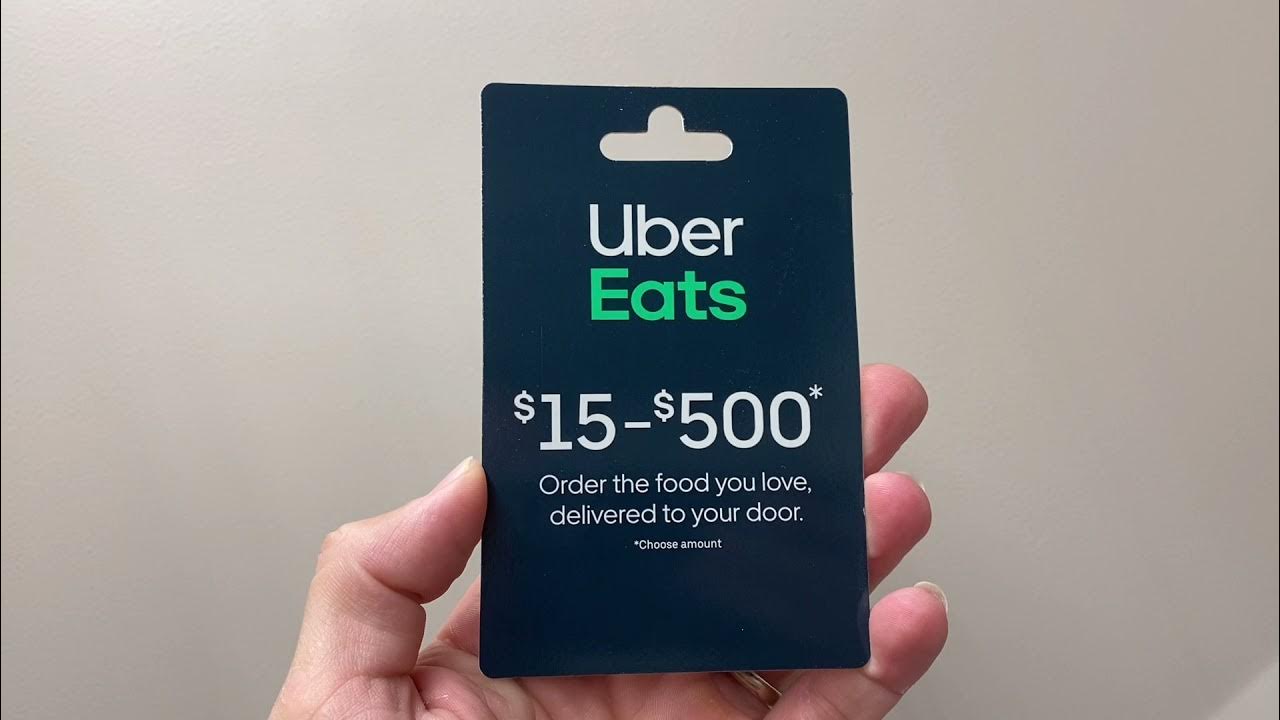 Uber
Eats
$15–$500*
Order the food you love,
delivered to your door.
*Choose amount